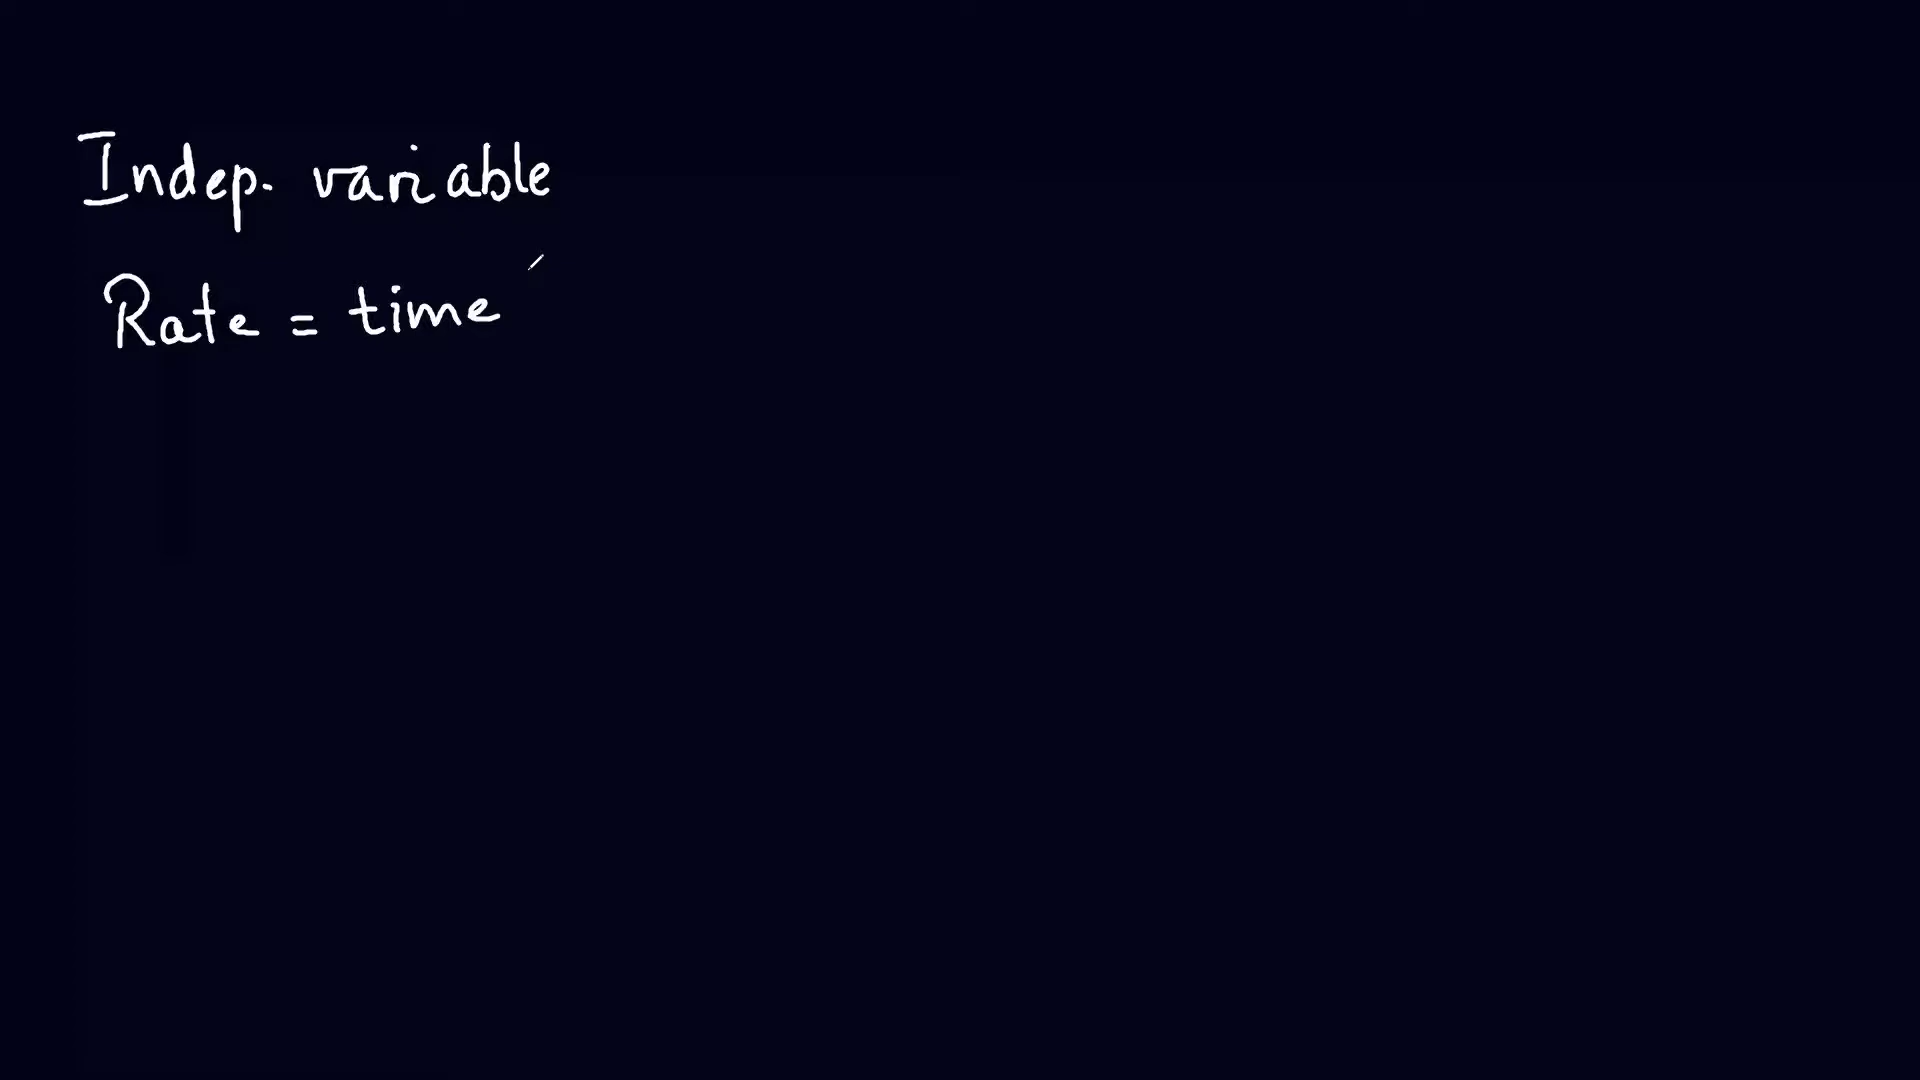 Indep. variable
Rate = time